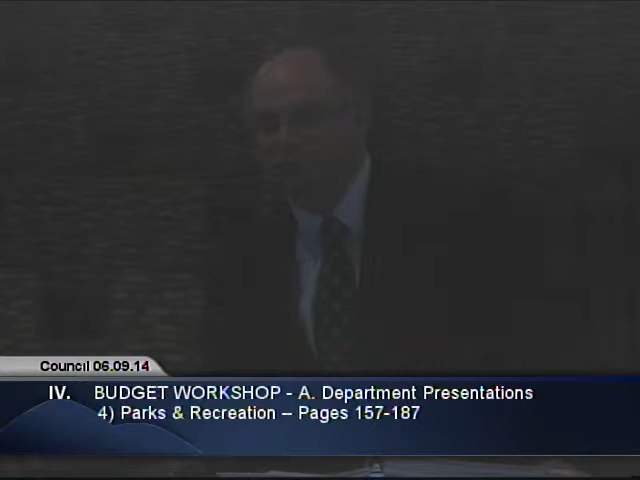 Council 06.09.14
IV. BUDGET WORKSHOP - A. Department Presentations
4) Parks & Recreation – Pages 157-187